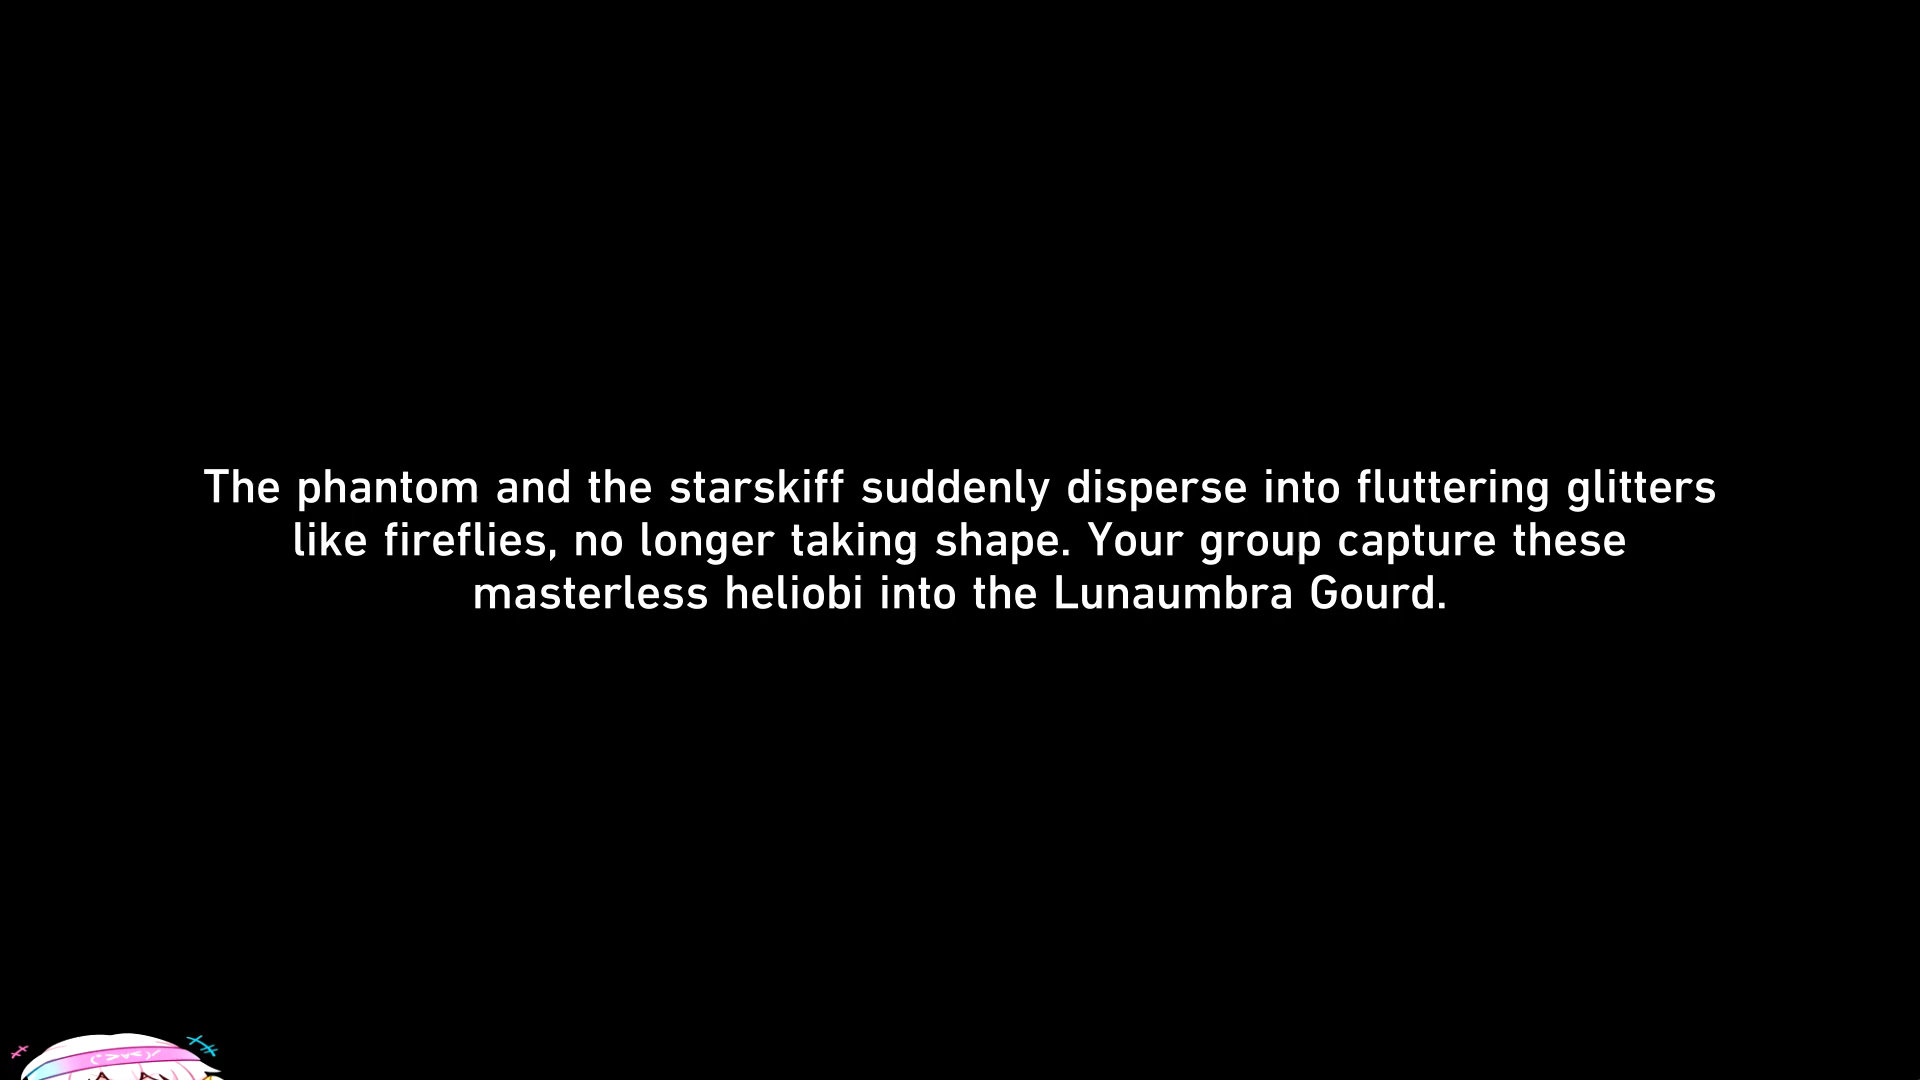 The phantom and the starskiff suddenly disperse into fluttering glitters
like fireflies, no longer taking shape. Your group capture these
masterless heliobi into the Lunaumbra Gourd.